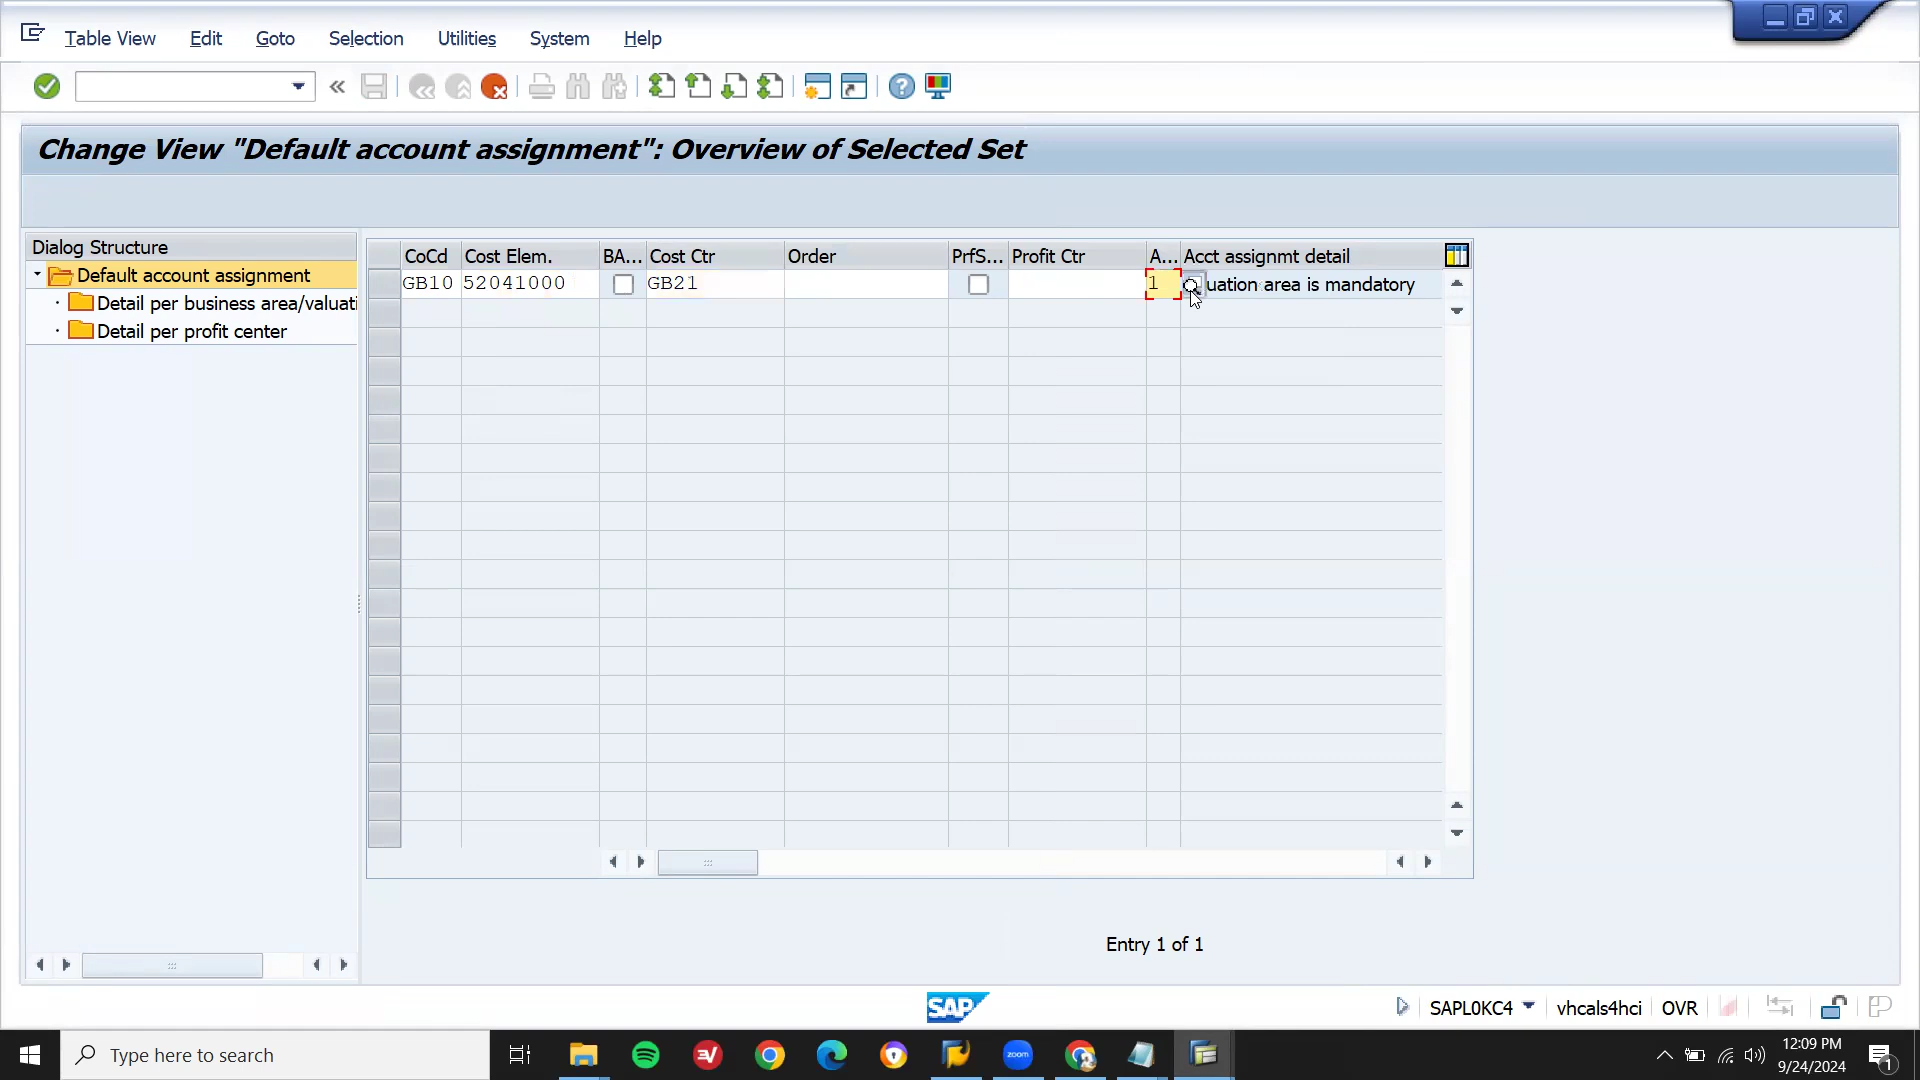 Table View Edit Goto Selection Utilities System Help
Change View "Default account assignment": Overview of Selected Set
Dialog Structure
Default account assignment
Detail per business area/valuati
Detail per profit center
CoCd Cost Elem. BA... Cost Ctr Order PrfS... Profit Ctr A... Acct assignmt detail
GB10 52041000 GB21 1 uation area is mandatory
Entry 1 of 1
SAP
SAPL0KC4 vhcals4hci OVR
Type here to search
zoom
12:09 PM
9/24/2024
1